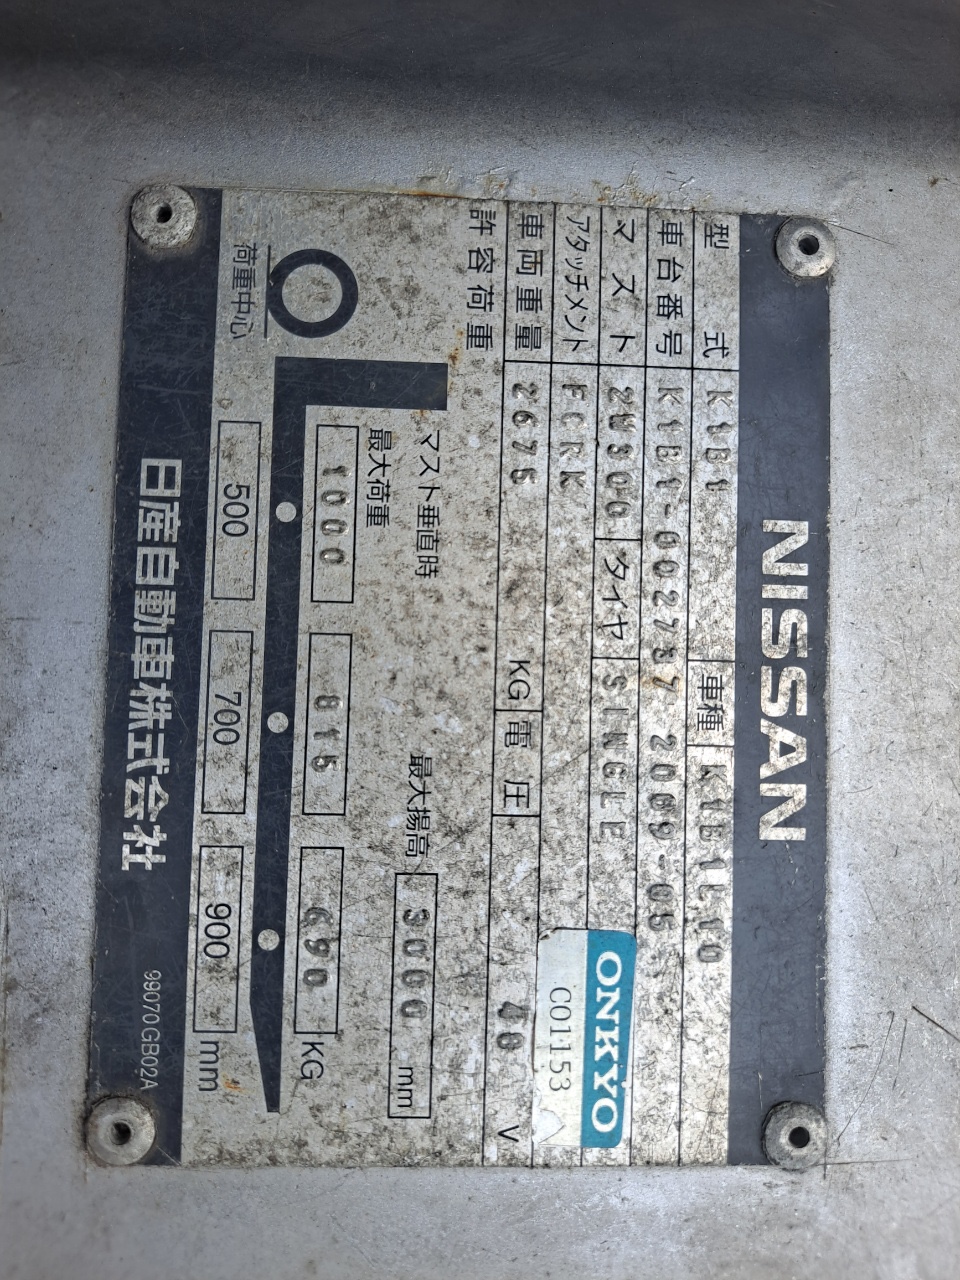 NISSAN
型式 K1B1 車種 K1B1L10
車台番号 K1B1-002737 2009-05
マスト 2W300 タイヤ SINGLE
アタッチメント FCRK
ONKYO
C01153
車両重量 2675 KG 電圧 48 V
許容荷重
マスト垂直時 最大揚高 3000 mm
最大荷重
1000 815 690 KG
荷重中心
500 700 900 mm
日産自動車株式会社 99070GB02A